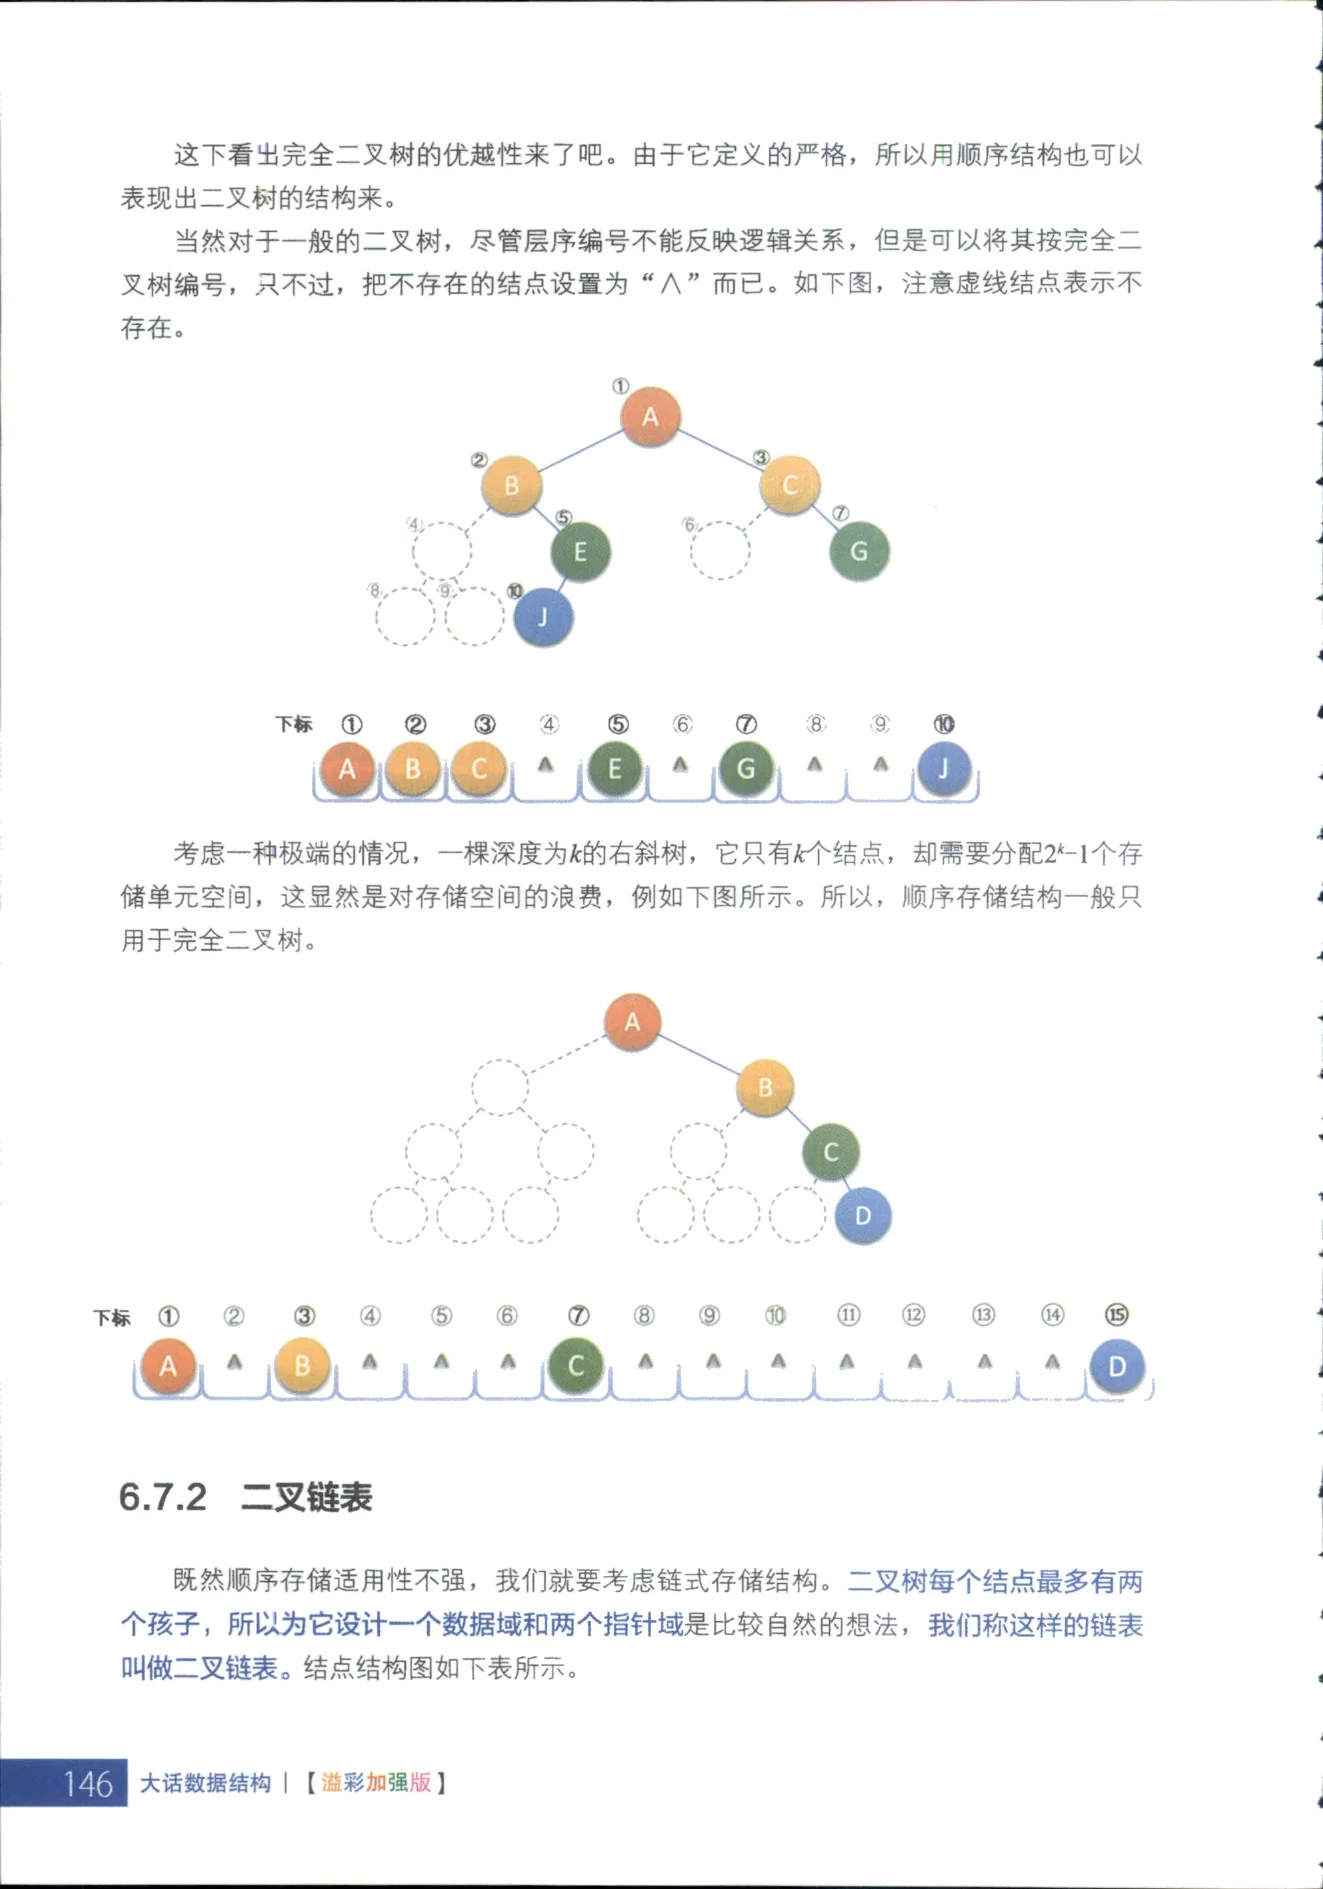 这下看出完全二叉树的优越性来了吧。由于它定义的严格，所以用顺序结构也可以
表现出二叉树的结构来。
当然对于一般的二叉树，尽管层序编号不能反映逻辑关系，但是可以将其按完全二
叉树编号，只不过，把不存在的结点设置为“∧”而已。如下图，注意虚线结点表示不
存在。
① A
② B ③ C
④ ⑤ E ⑥ ⑦ G
⑧ ⑨ ⑩ J
下标 ① ② ③ ④ ⑤ ⑥ ⑦ ⑧ ⑨ ⑩
A B C ∧ E ∧ G ∧ ∧ J
考虑一种极端的情况，一棵深度为k的右斜树，它只有k个结点，却需要分配2ᵏ-1个存
储单元空间，这显然是对存储空间的浪费，例如下图所示。所以，顺序存储结构一般只
用于完全二叉树。
A
B
C
D
下标 ① ② ③ ④ ⑤ ⑥ ⑦ ⑧ ⑨ ⑩ ⑪ ⑫ ⑬ ⑭ ⑮
A ∧ B ∧ ∧ ∧ C ∧ ∧ ∧ ∧ ∧ ∧ ∧ D
6.7.2 二叉链表
既然顺序存储适用性不强，我们就要考虑链式存储结构。二叉树每个结点最多有两
个孩子，所以为它设计一个数据域和两个指针域是比较自然的想法，我们称这样的链表
叫做二叉链表。结点结构图如下表所示。
146 大话数据结构 | 【溢彩加强版】